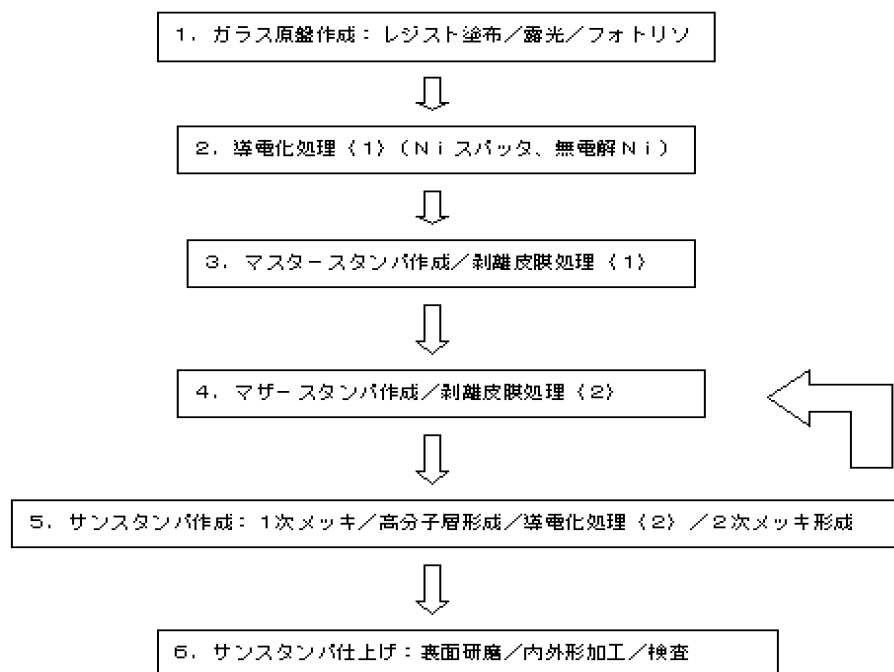 1. ガラス原盤作成：レジスト塗布／露光／フォトリソ
2. 導電化処理〈1〉（Niスパッタ、無電解Ni）
3. マスタースタンパ作成／剥離皮膜処理〈1〉
4. マザースタンパ作成／剥離皮膜処理〈2〉
5. サンスタンパ作成：1次メッキ／高分子層形成／導電化処理〈2〉／2次メッキ形成
6. サンスタンパ仕上げ：裏面研磨／内外形加工／検査